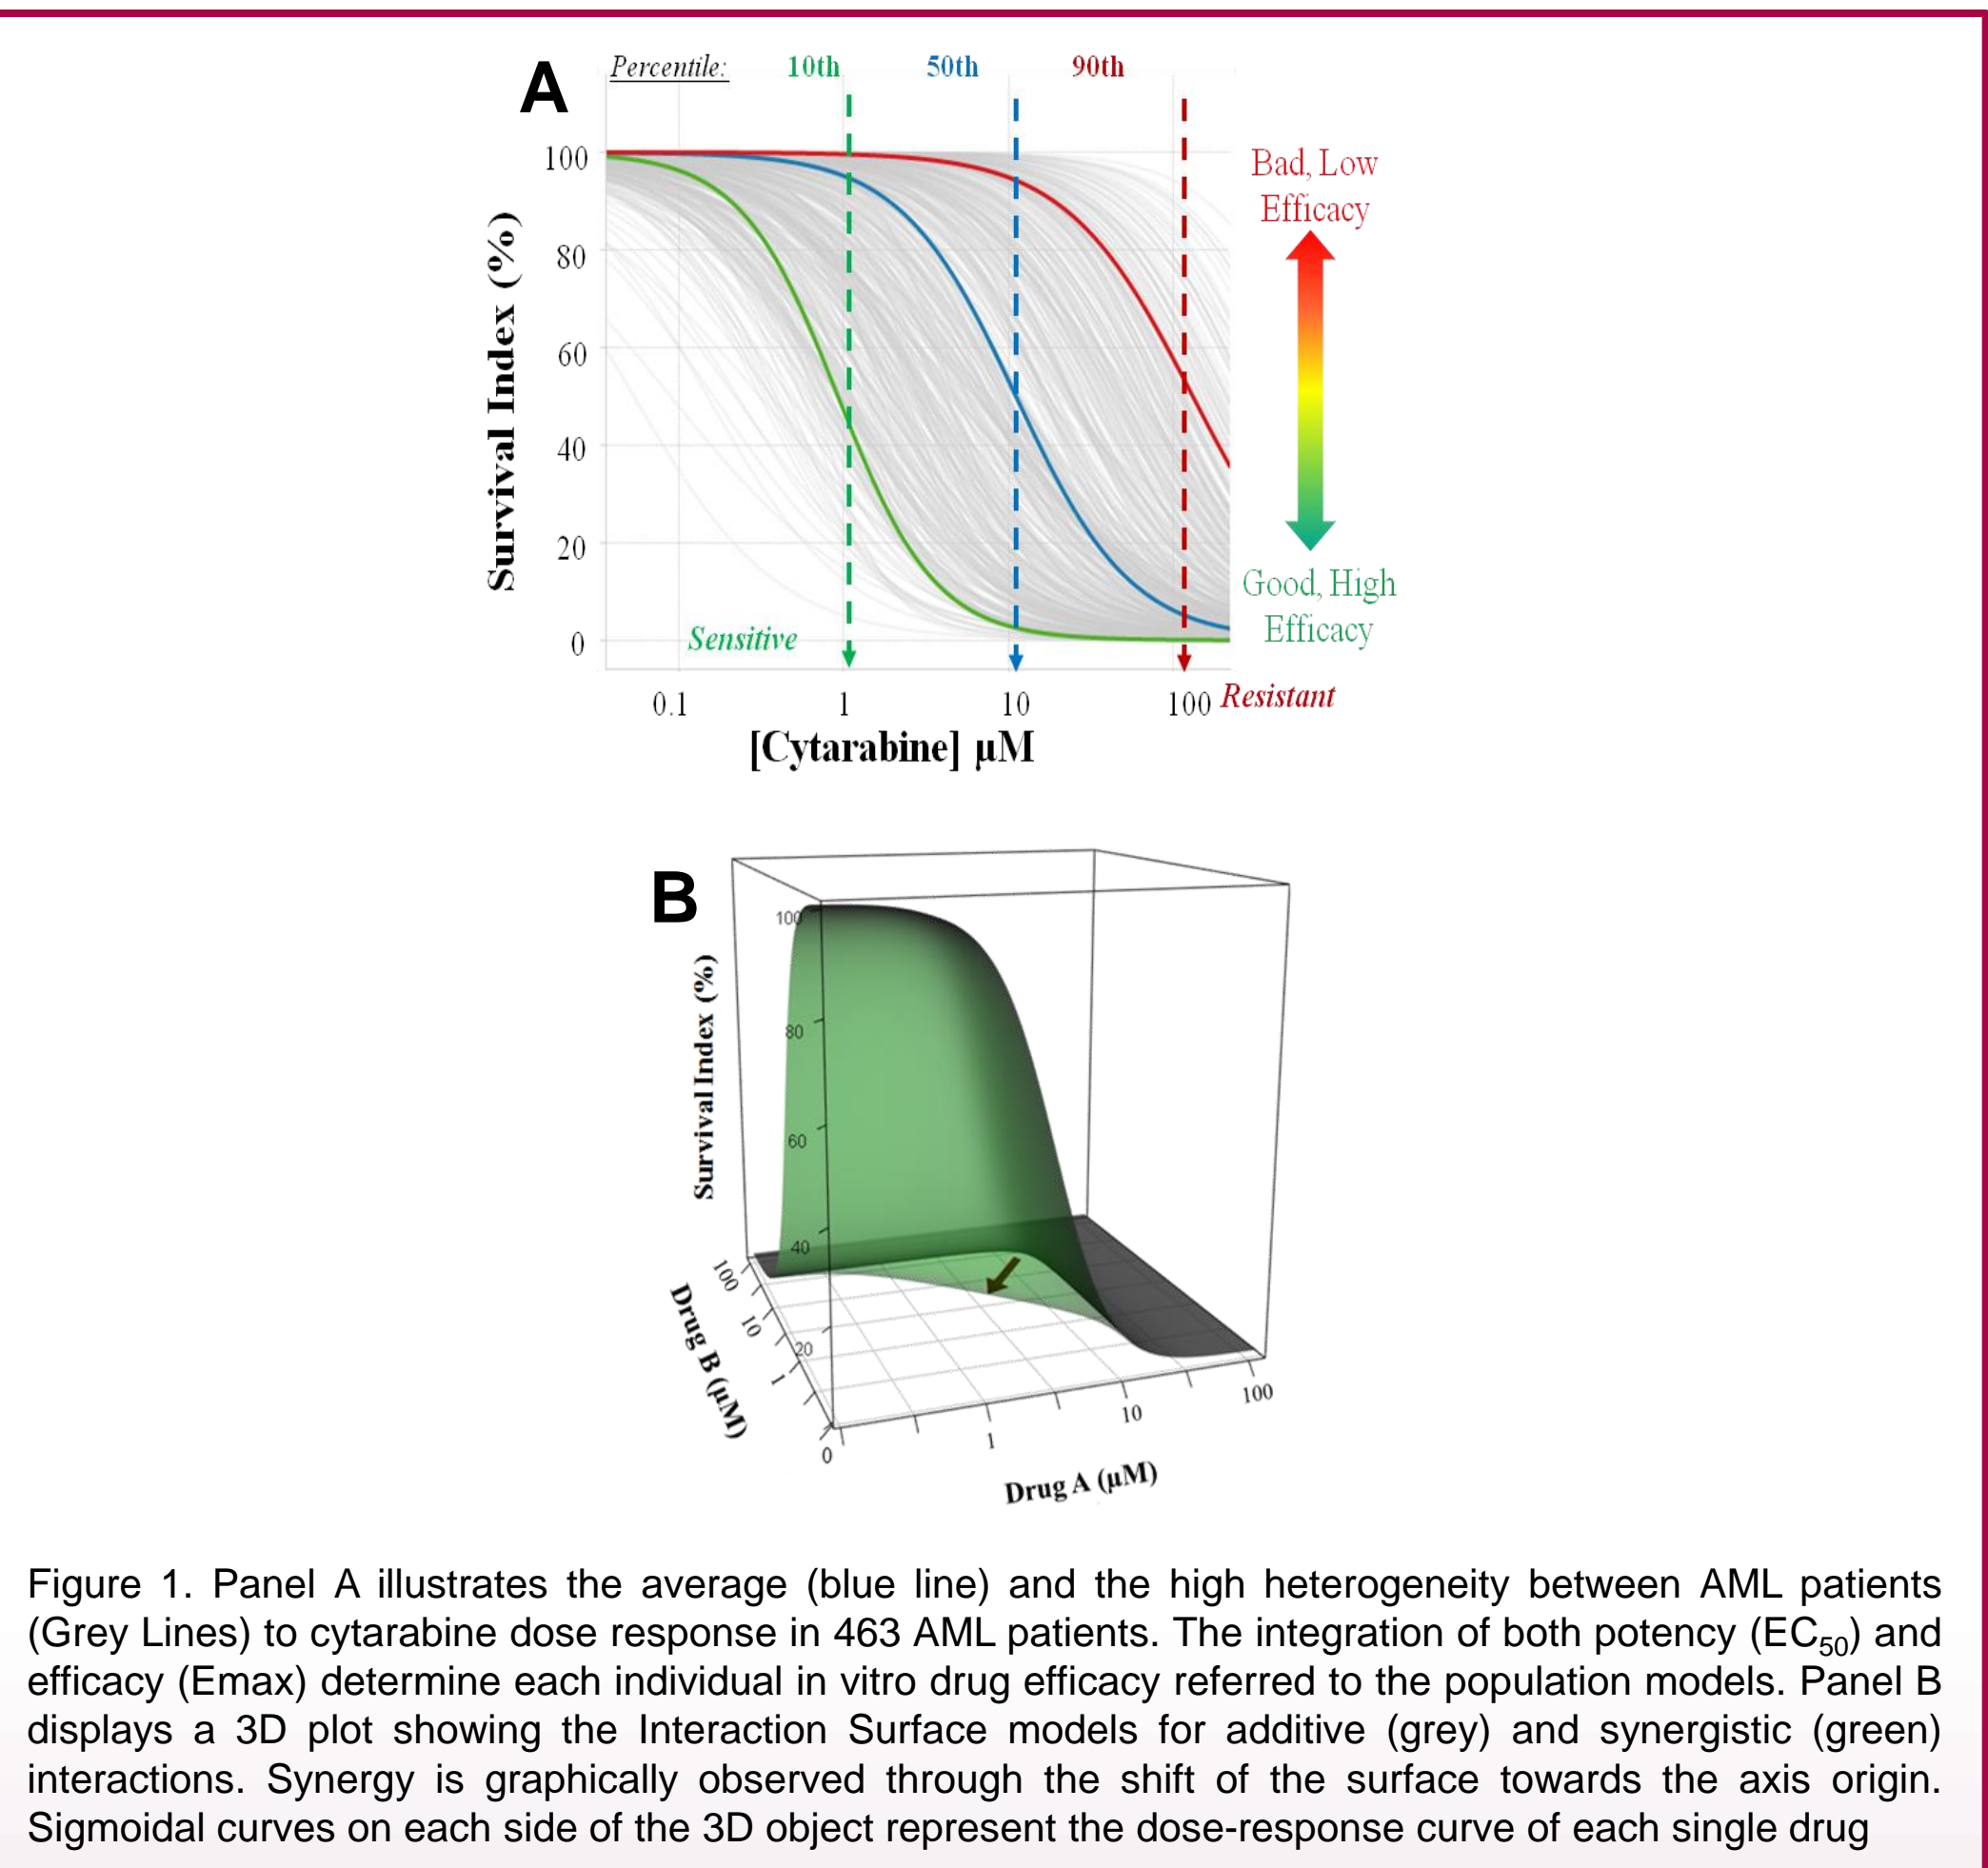 A
Percentile: 10th 50th 90th
100
80
60
40
20
0
Survival Index (%)
Bad, Low
Efficacy
Good, High
Efficacy
Sensitive
Resistant
0.1 1 10 100
[Cytarabine] µM
B
100
80
60
40
20
Survival Index (%)
100
10
1
0
Drug B (µM)
1
10
100
Drug A (µM)
Figure 1. Panel A illustrates the average (blue line) and the high heterogeneity between AML patients
(Grey Lines) to cytarabine dose response in 463 AML patients. The integration of both potency (EC50) and
efficacy (Emax) determine each individual in vitro drug efficacy referred to the population models. Panel B
displays a 3D plot showing the Interaction Surface models for additive (grey) and synergistic (green)
interactions. Synergy is graphically observed through the shift of the surface towards the axis origin.
Sigmoidal curves on each side of the 3D object represent the dose-response curve of each single drug